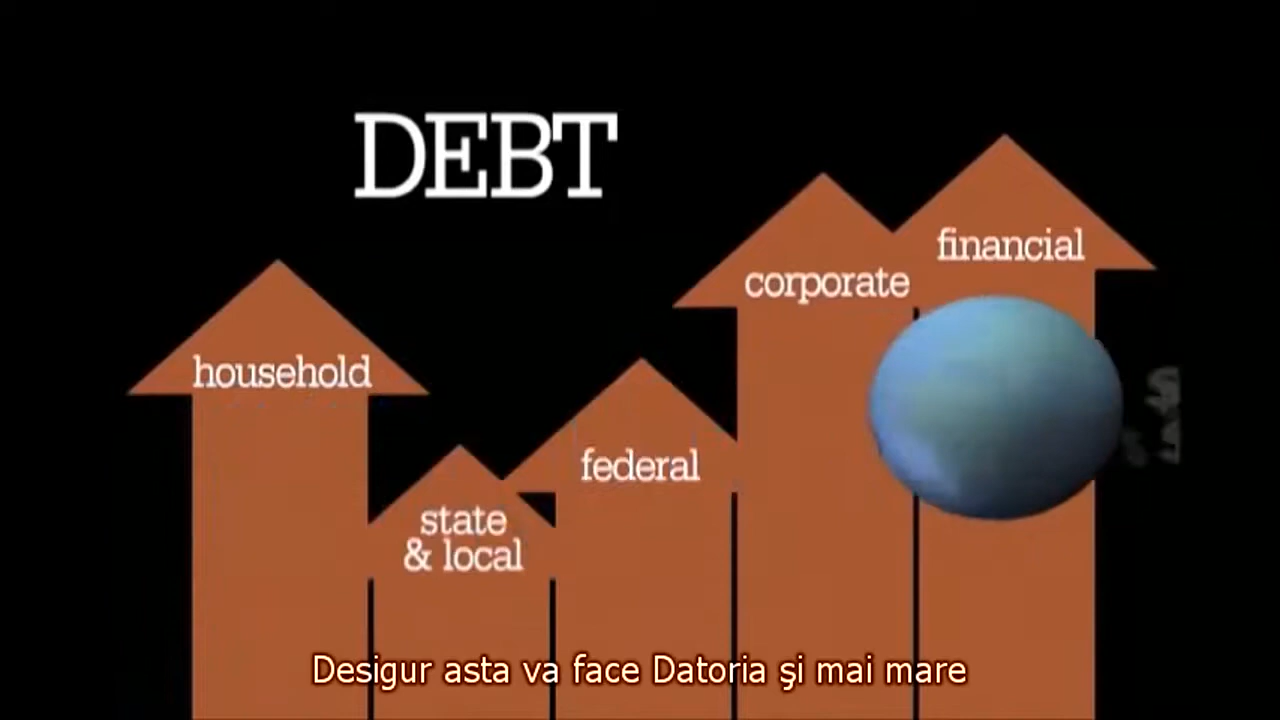 DEBT
financial
corporate
household
federal
state
& local
Desigur asta va face Datoria şi mai mare